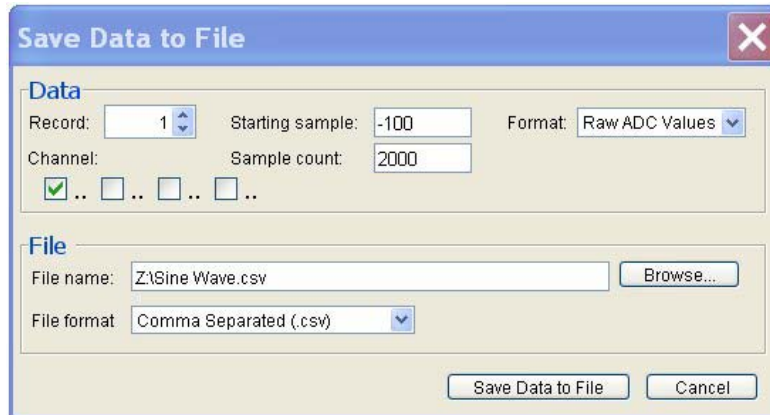 Save Data to File
Data
Record: 1 Starting sample: -100 Format: Raw ADC Values
Channel: Sample count: 2000
.. .. .. ..
File
File name: Z:\Sine Wave.csv Browse...
File format Comma Separated (.csv)
Save Data to File Cancel